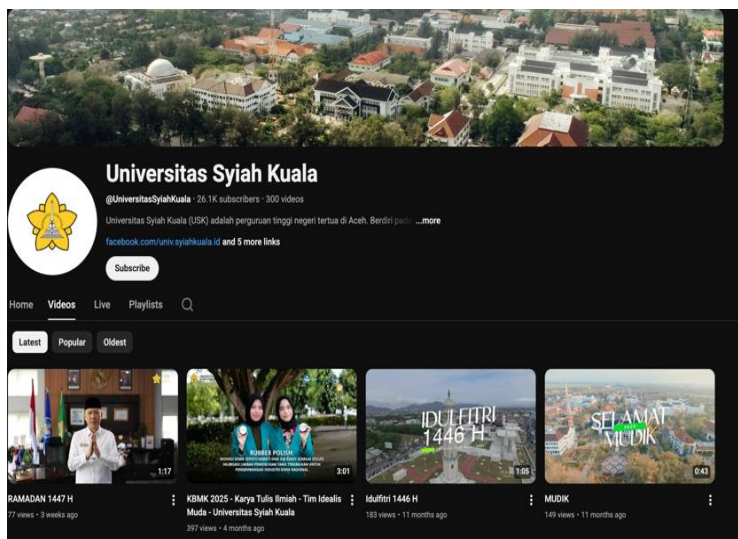 Universitas Syiah Kuala
@UniversitasSyiahKuala · 26.1K subscribers · 300 videos
Universitas Syiah Kuala (USK) adalah perguruan tinggi negeri tertua di Aceh. Berdiri pada ...more
facebook.com/univ.syiahkuala.id and 5 more links
Subscribe
Home Videos Live Playlists
Latest Popular Oldest
1:17
RUBBER POLISH:
3:01
IDULFITRI
1446 H
1:05
SELAMAT
MUDIK
0:43
RAMADAN 1447 H
77 views · 3 weeks ago
KBMK 2025 - Karya Tulis Ilmiah - Tim Idealis
Muda - Universitas Syiah Kuala
397 views · 4 months ago
Idulfitri 1446 H
183 views · 11 months ago
MUDIK
149 views · 11 months ago